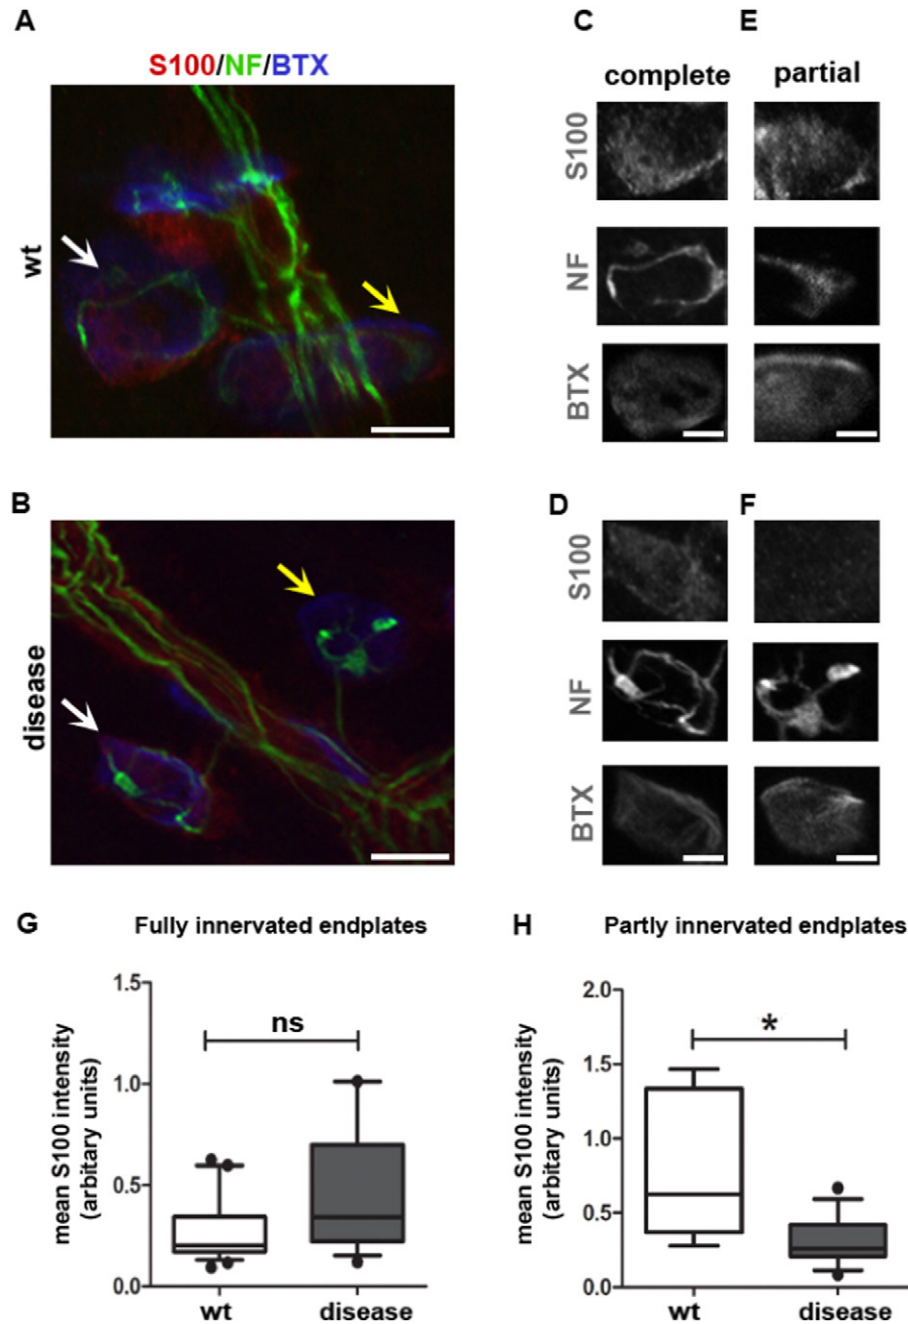 A
S100/NF/BTX
wt
C
E
complete
partial
S100
NF
BTX
B
disease
D
F
S100
NF
BTX
G
Fully innervated endplates
mean S100 intensity
(arbitary units)
1.5
1.0
0.5
0.0
ns
wt
disease
H
Partly innervated endplates
mean S100 intensity
(arbitary units)
2.0
1.5
1.0
0.5
0.0
*
wt
disease